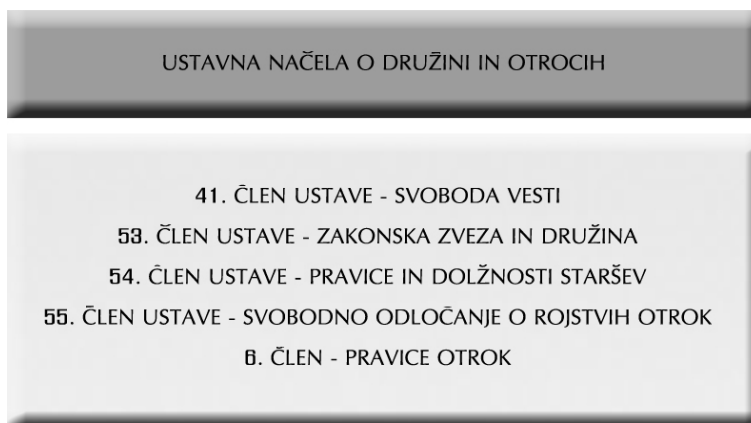 USTAVNA NAČELA O DRUŽINI IN OTROCIH
41. ČLEN USTAVE - SVOBODA VESTI
53. ČLEN USTAVE - ZAKONSKA ZVEZA IN DRUŽINA
54. ČLEN USTAVE - PRAVICE IN DOLŽNOSTI STARŠEV
55. ČLEN USTAVE - SVOBODNO ODLOČANJE O ROJSTVIH OTROK
6. ČLEN - PRAVICE OTROK